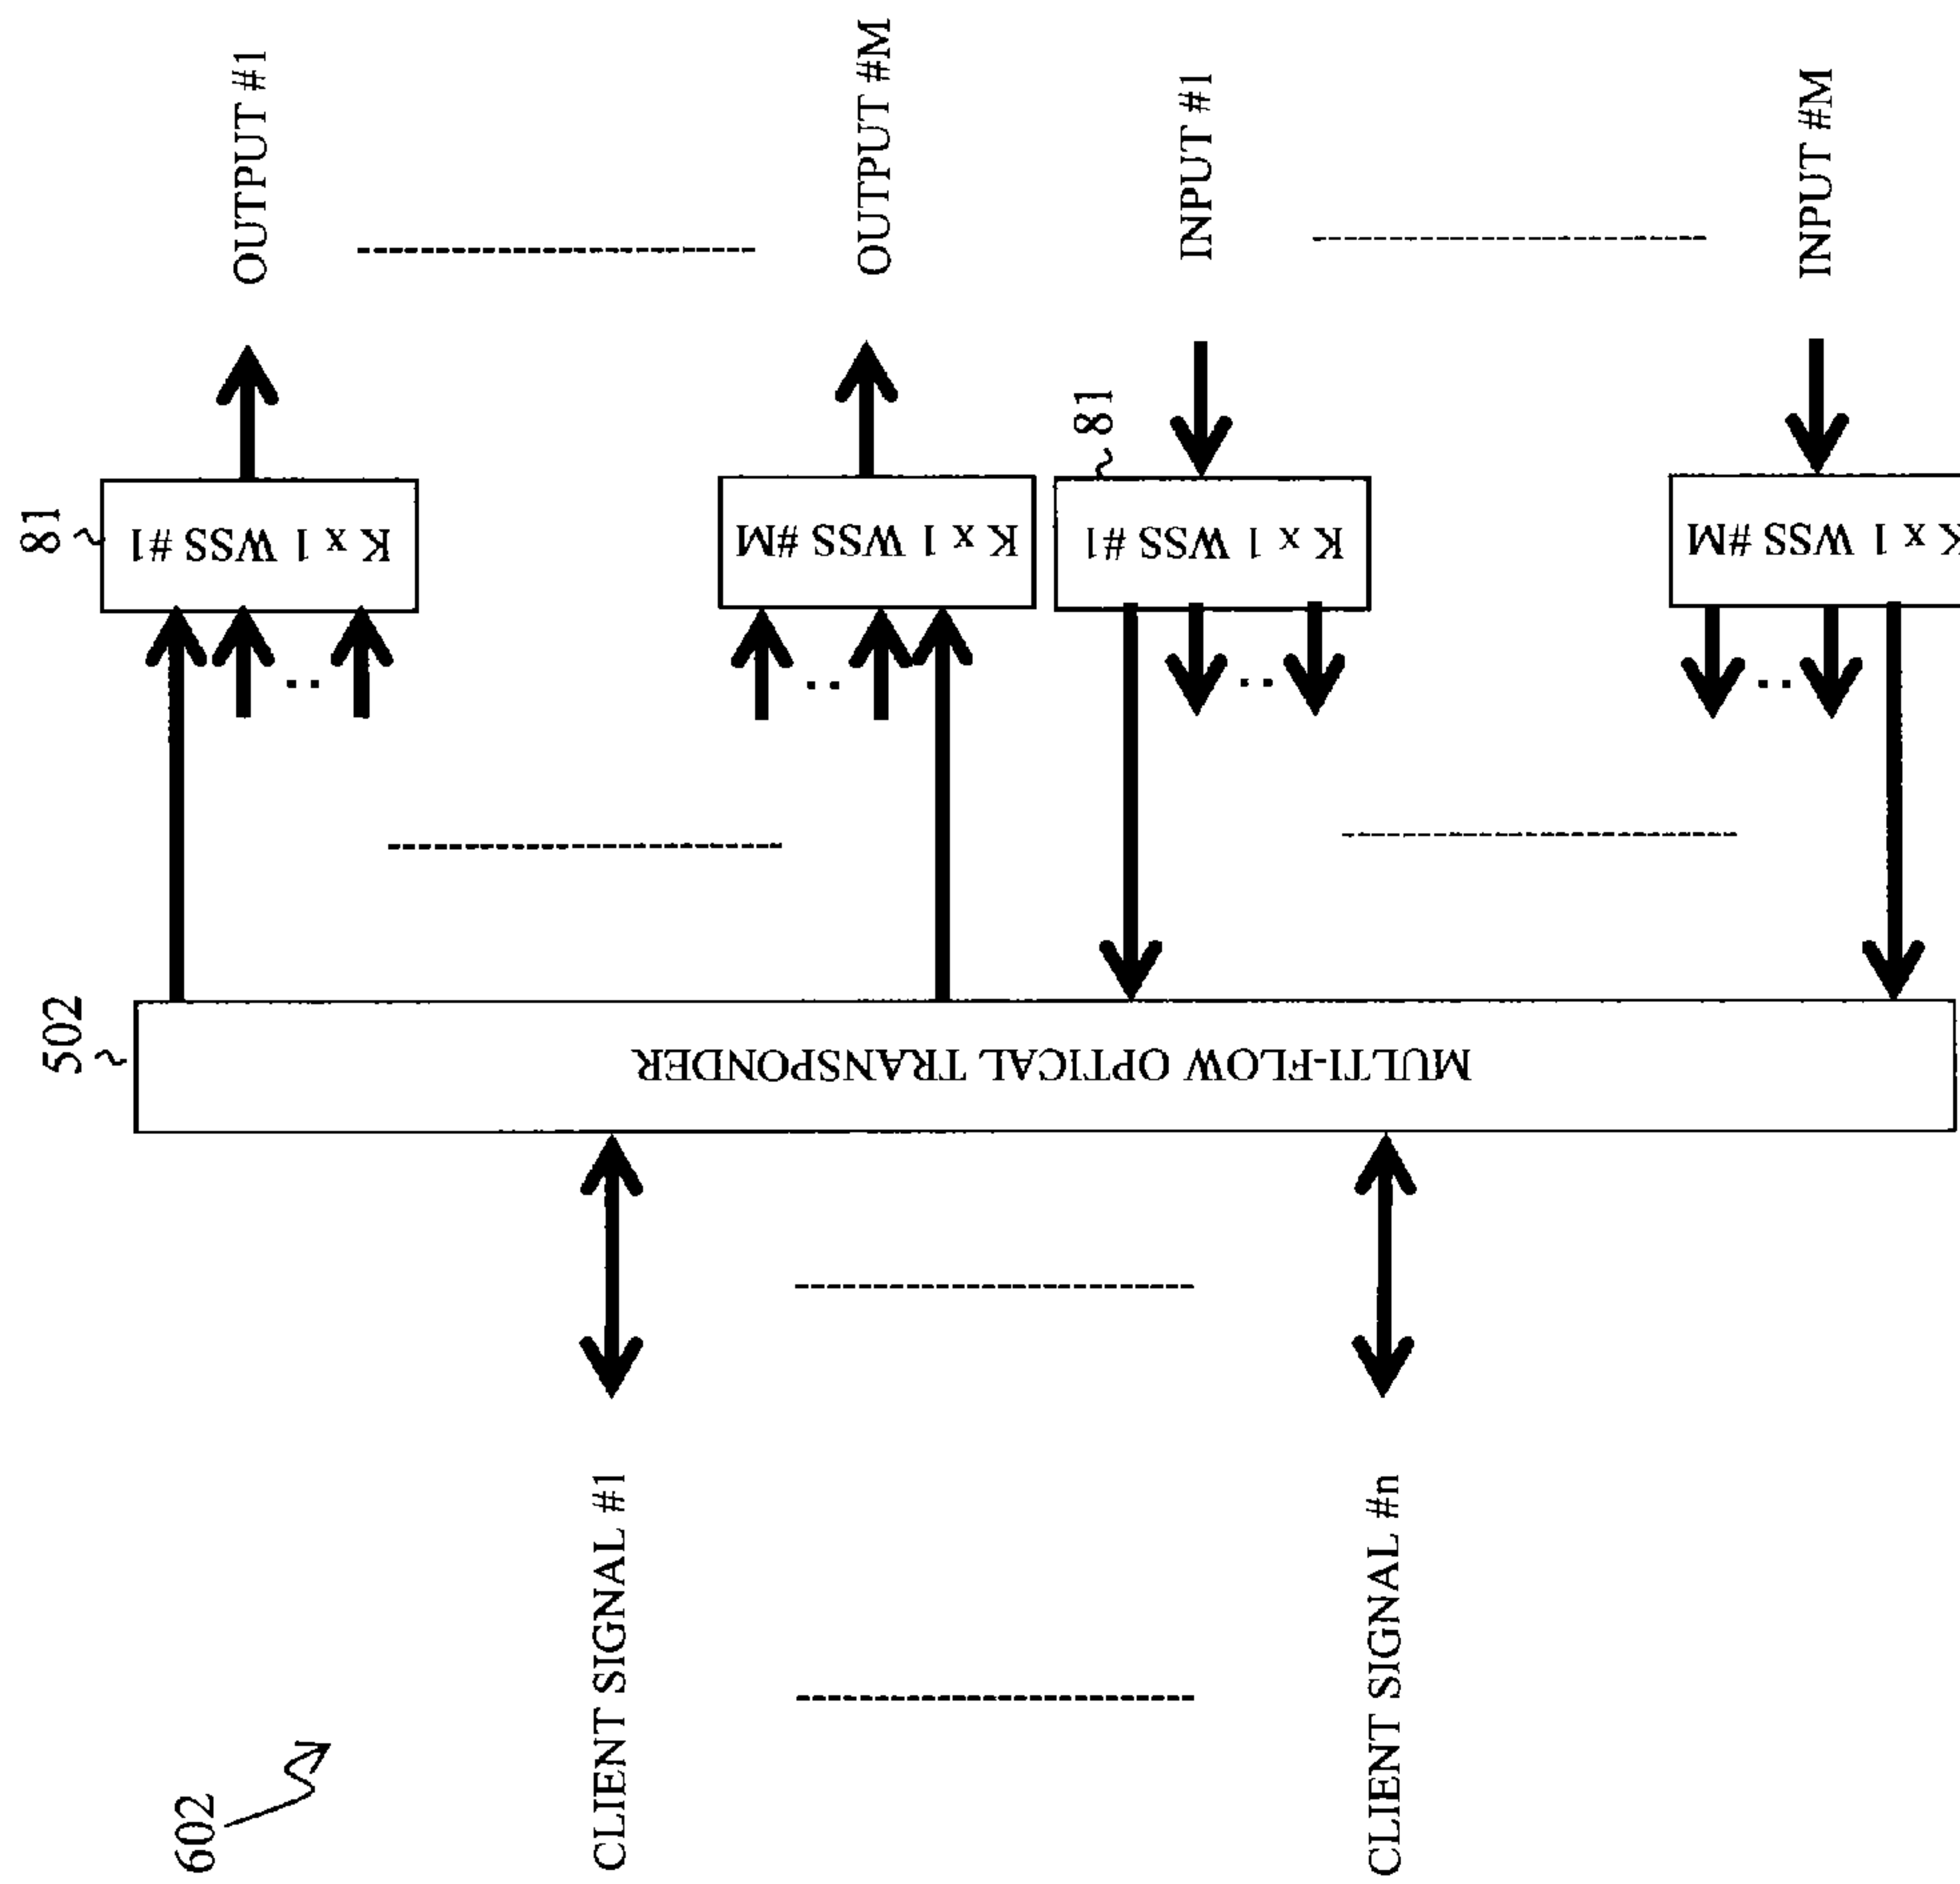 OUTPUT #1
OUTPUT #M
INPUT #1
INPUT #M
81
K x 1 WSS #1
K x 1 WSS #M
81
K x 1 WSS #1
K x 1 WSS #M
502
MULTI-FLOW OPTICAL TRANSPONDER
CLIENT SIGNAL #1
CLIENT SIGNAL #n
602